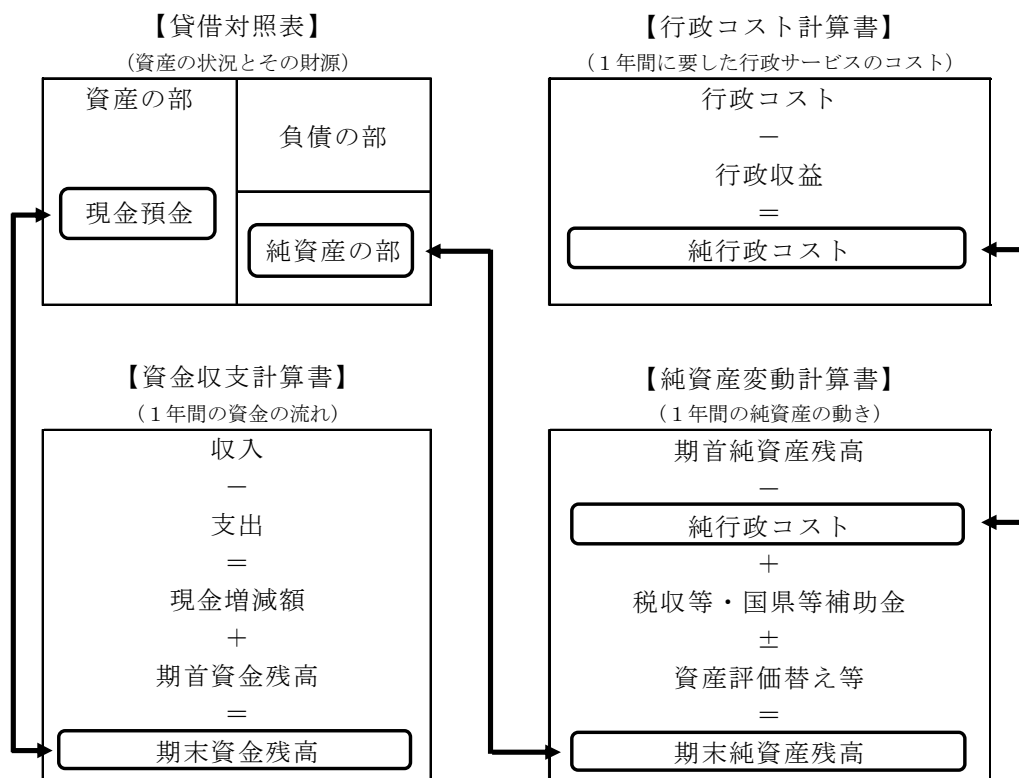 【貸借対照表】
(資産の状況とその財源)
資産の部
負債の部
現金預金
純資産の部
【行政コスト計算書】
(1年間に要した行政サービスのコスト)
行政コスト
－
行政収益
＝
純行政コスト
【資金収支計算書】
(1年間の資金の流れ)
収入
－
支出
＝
現金増減額
＋
期首資金残高
＝
期末資金残高
【純資産変動計算書】
(1年間の純資産の動き)
期首純資産残高
－
純行政コスト
＋
税収等・国県等補助金
±
資産評価替え等
＝
期末純資産残高